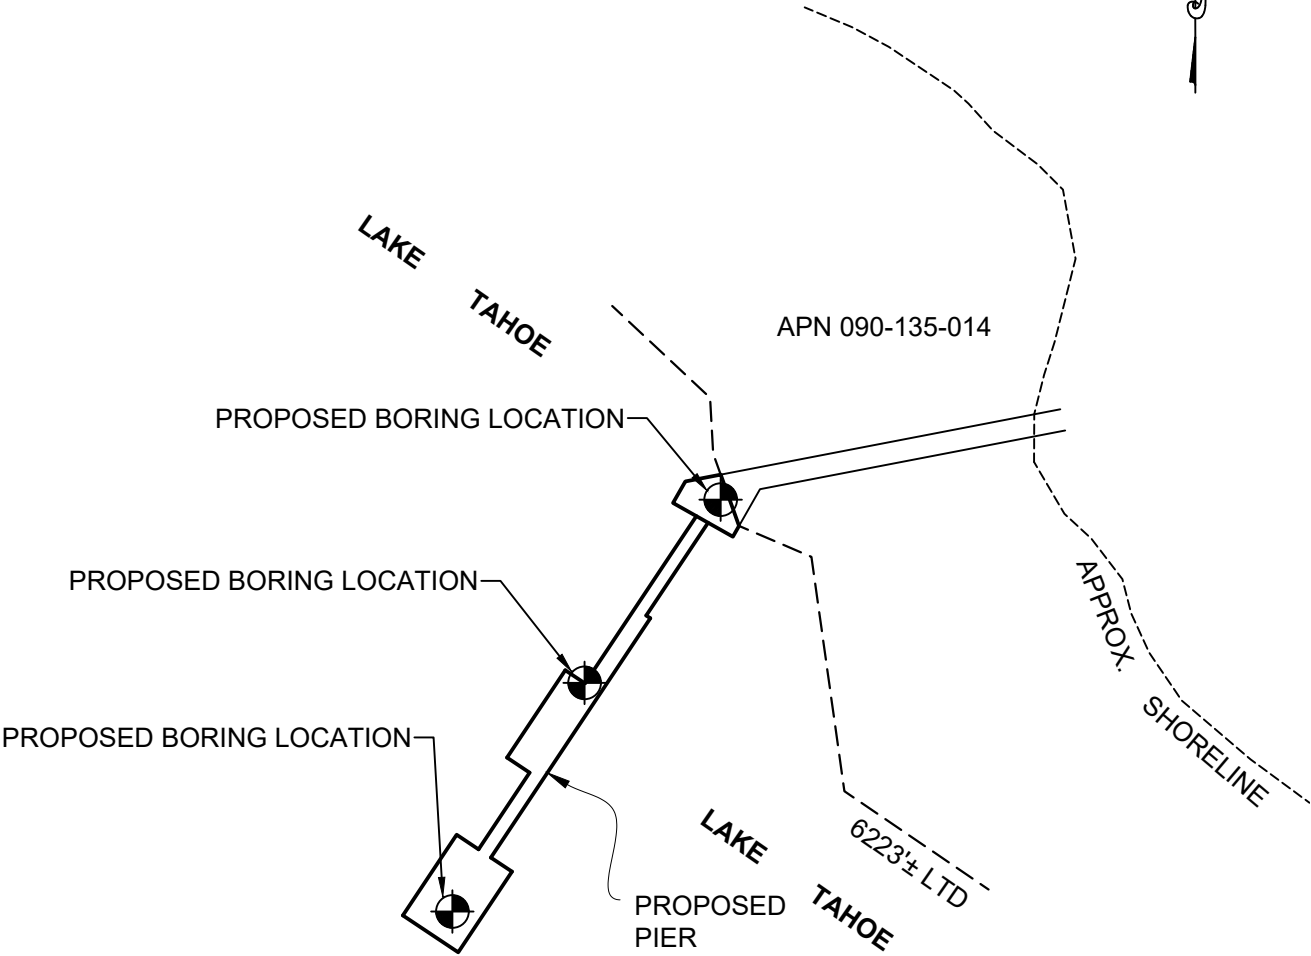 LAKE
TAHOE
APN 090-135-014
PROPOSED BORING LOCATION
PROPOSED BORING LOCATION
APPROX.
SHORELINE
PROPOSED BORING LOCATION
LAKE
TAHOE
6223'± LTD
PROPOSED
PIER